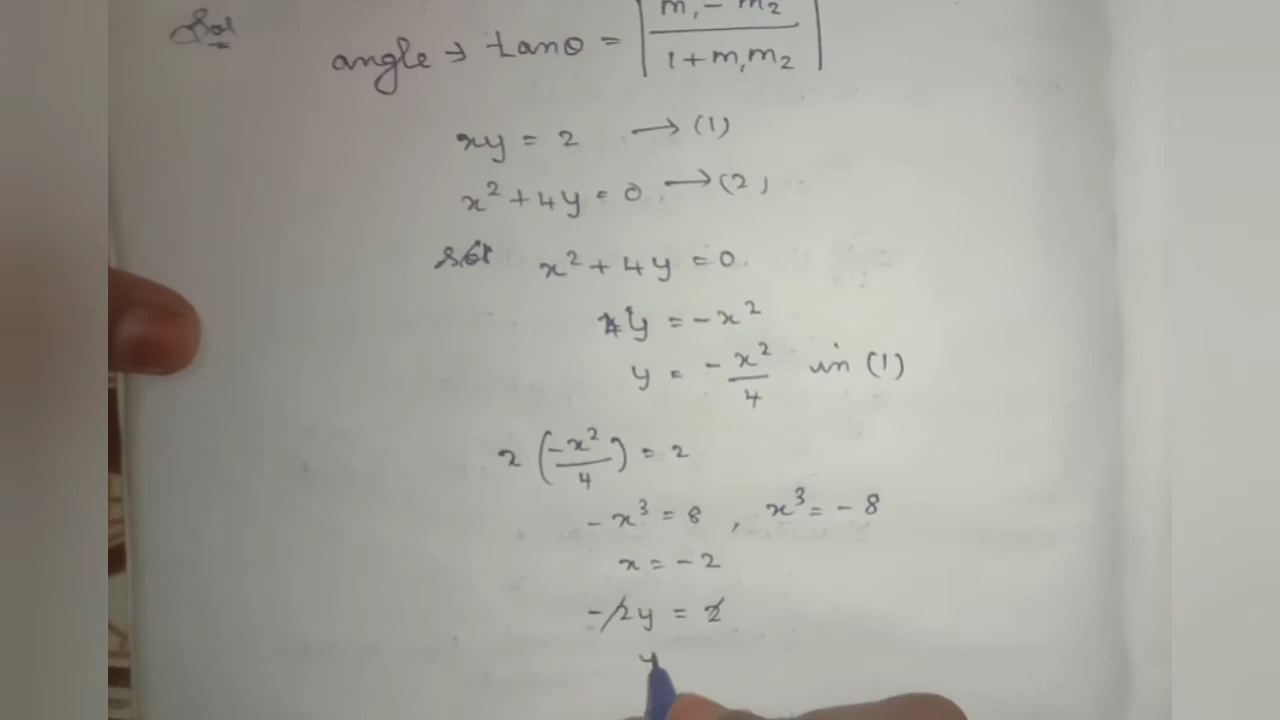 Sol
angle → tanθ = |m₁ - m₂ / 1 + m₁m₂|
xy = 2 → (1)
x² + 4y = 0. → (2)
x² + 4y = 0.
4y = -x²
y = -x²/4 in (1)
x(-x²/4) = 2
-x³ = 8, x³ = -8
x = -2
-2y = 2
y